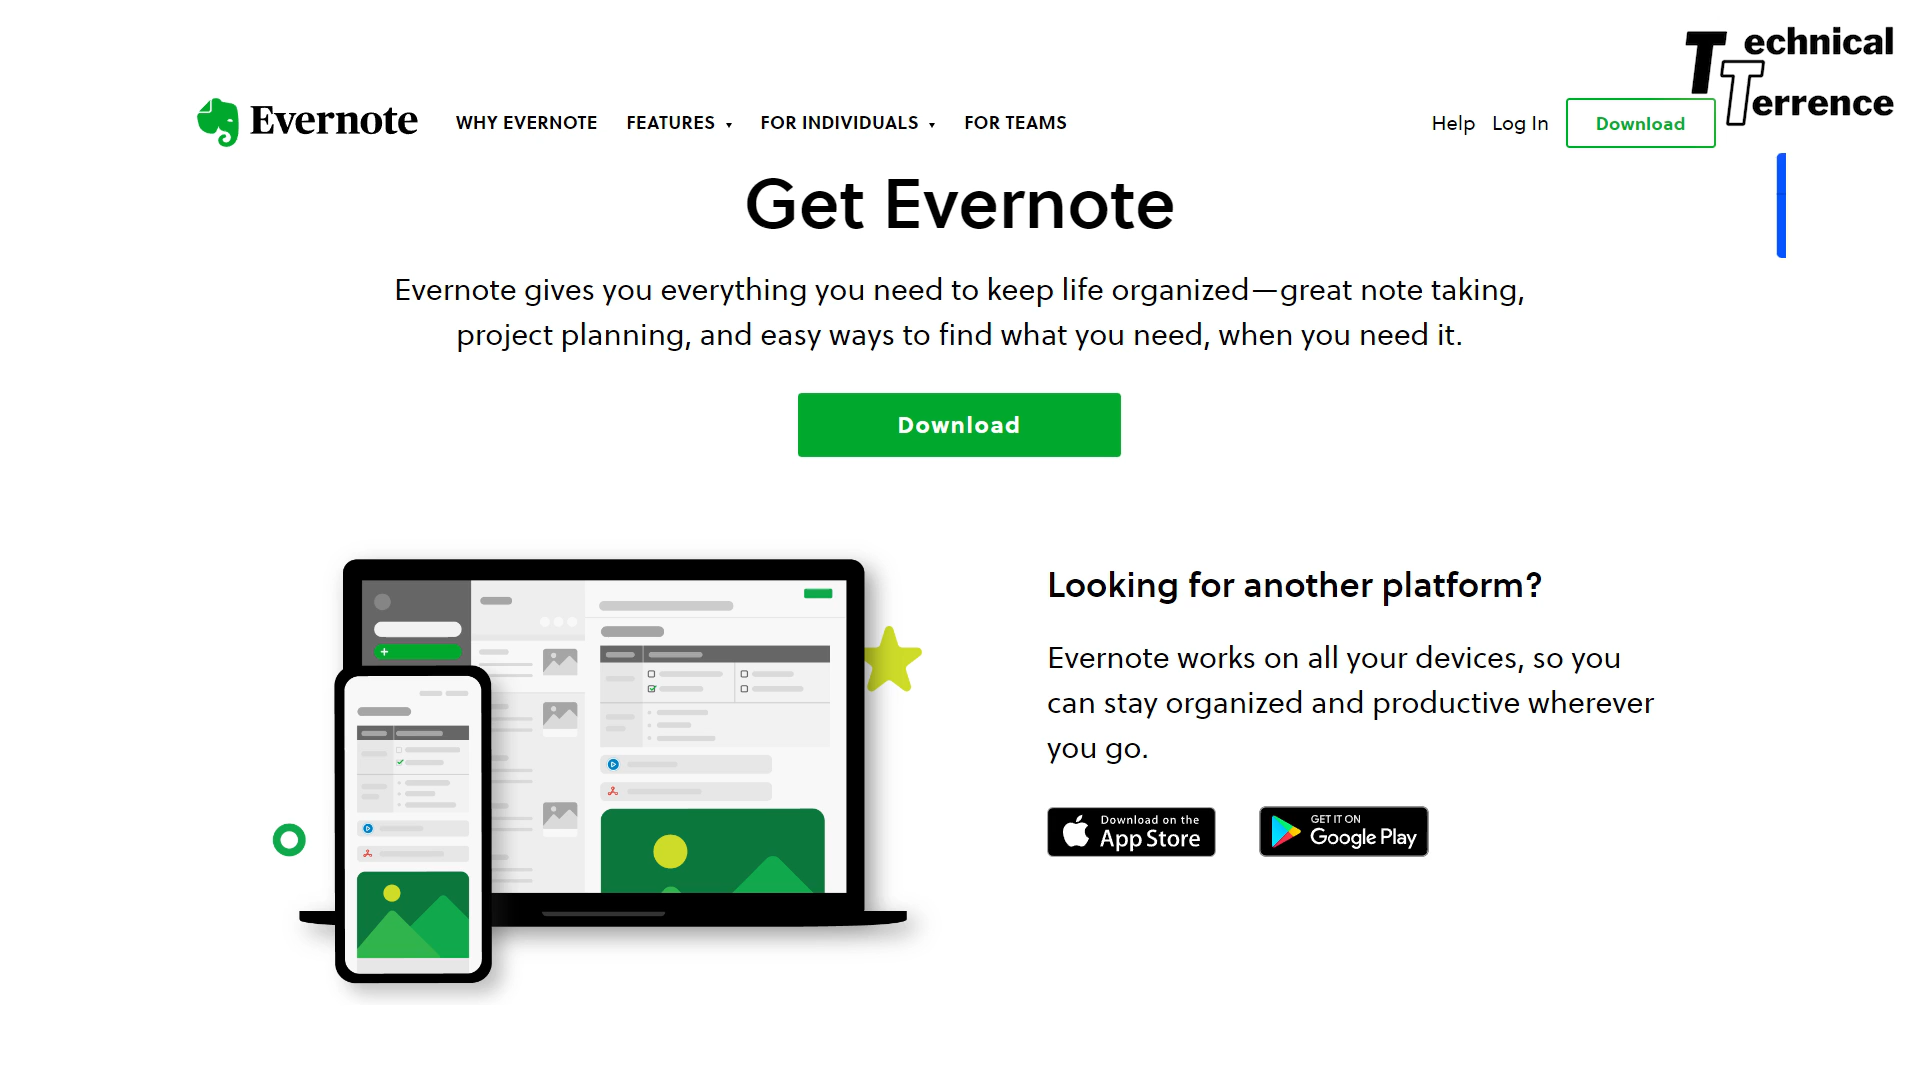 Technical
Terrence
Evernote WHY EVERNOTE FEATURES FOR INDIVIDUALS FOR TEAMS Help Log In Download
Get Evernote
Evernote gives you everything you need to keep life organized—great note taking,
project planning, and easy ways to find what you need, when you need it.
Download
Looking for another platform?
Evernote works on all your devices, so you
can stay organized and productive wherever
you go.
Download on the
App Store
GET IT ON
Google Play